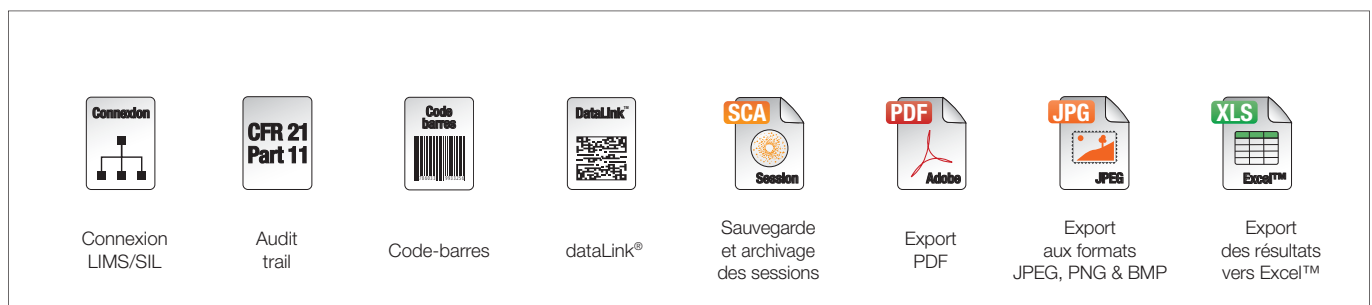 Connexion
CFR 21
Part 11
Code
barres
DataLink™
SCA
Session
PDF
Adobe
JPG
JPEG
XLS
Excel™
Connexion
LIMS/SIL
Audit
trail
Code-barres
dataLink®
Sauvegarde
et archivage
des sessions
Export
PDF
Export
aux formats
JPEG, PNG & BMP
Export
des résultats
vers Excel™